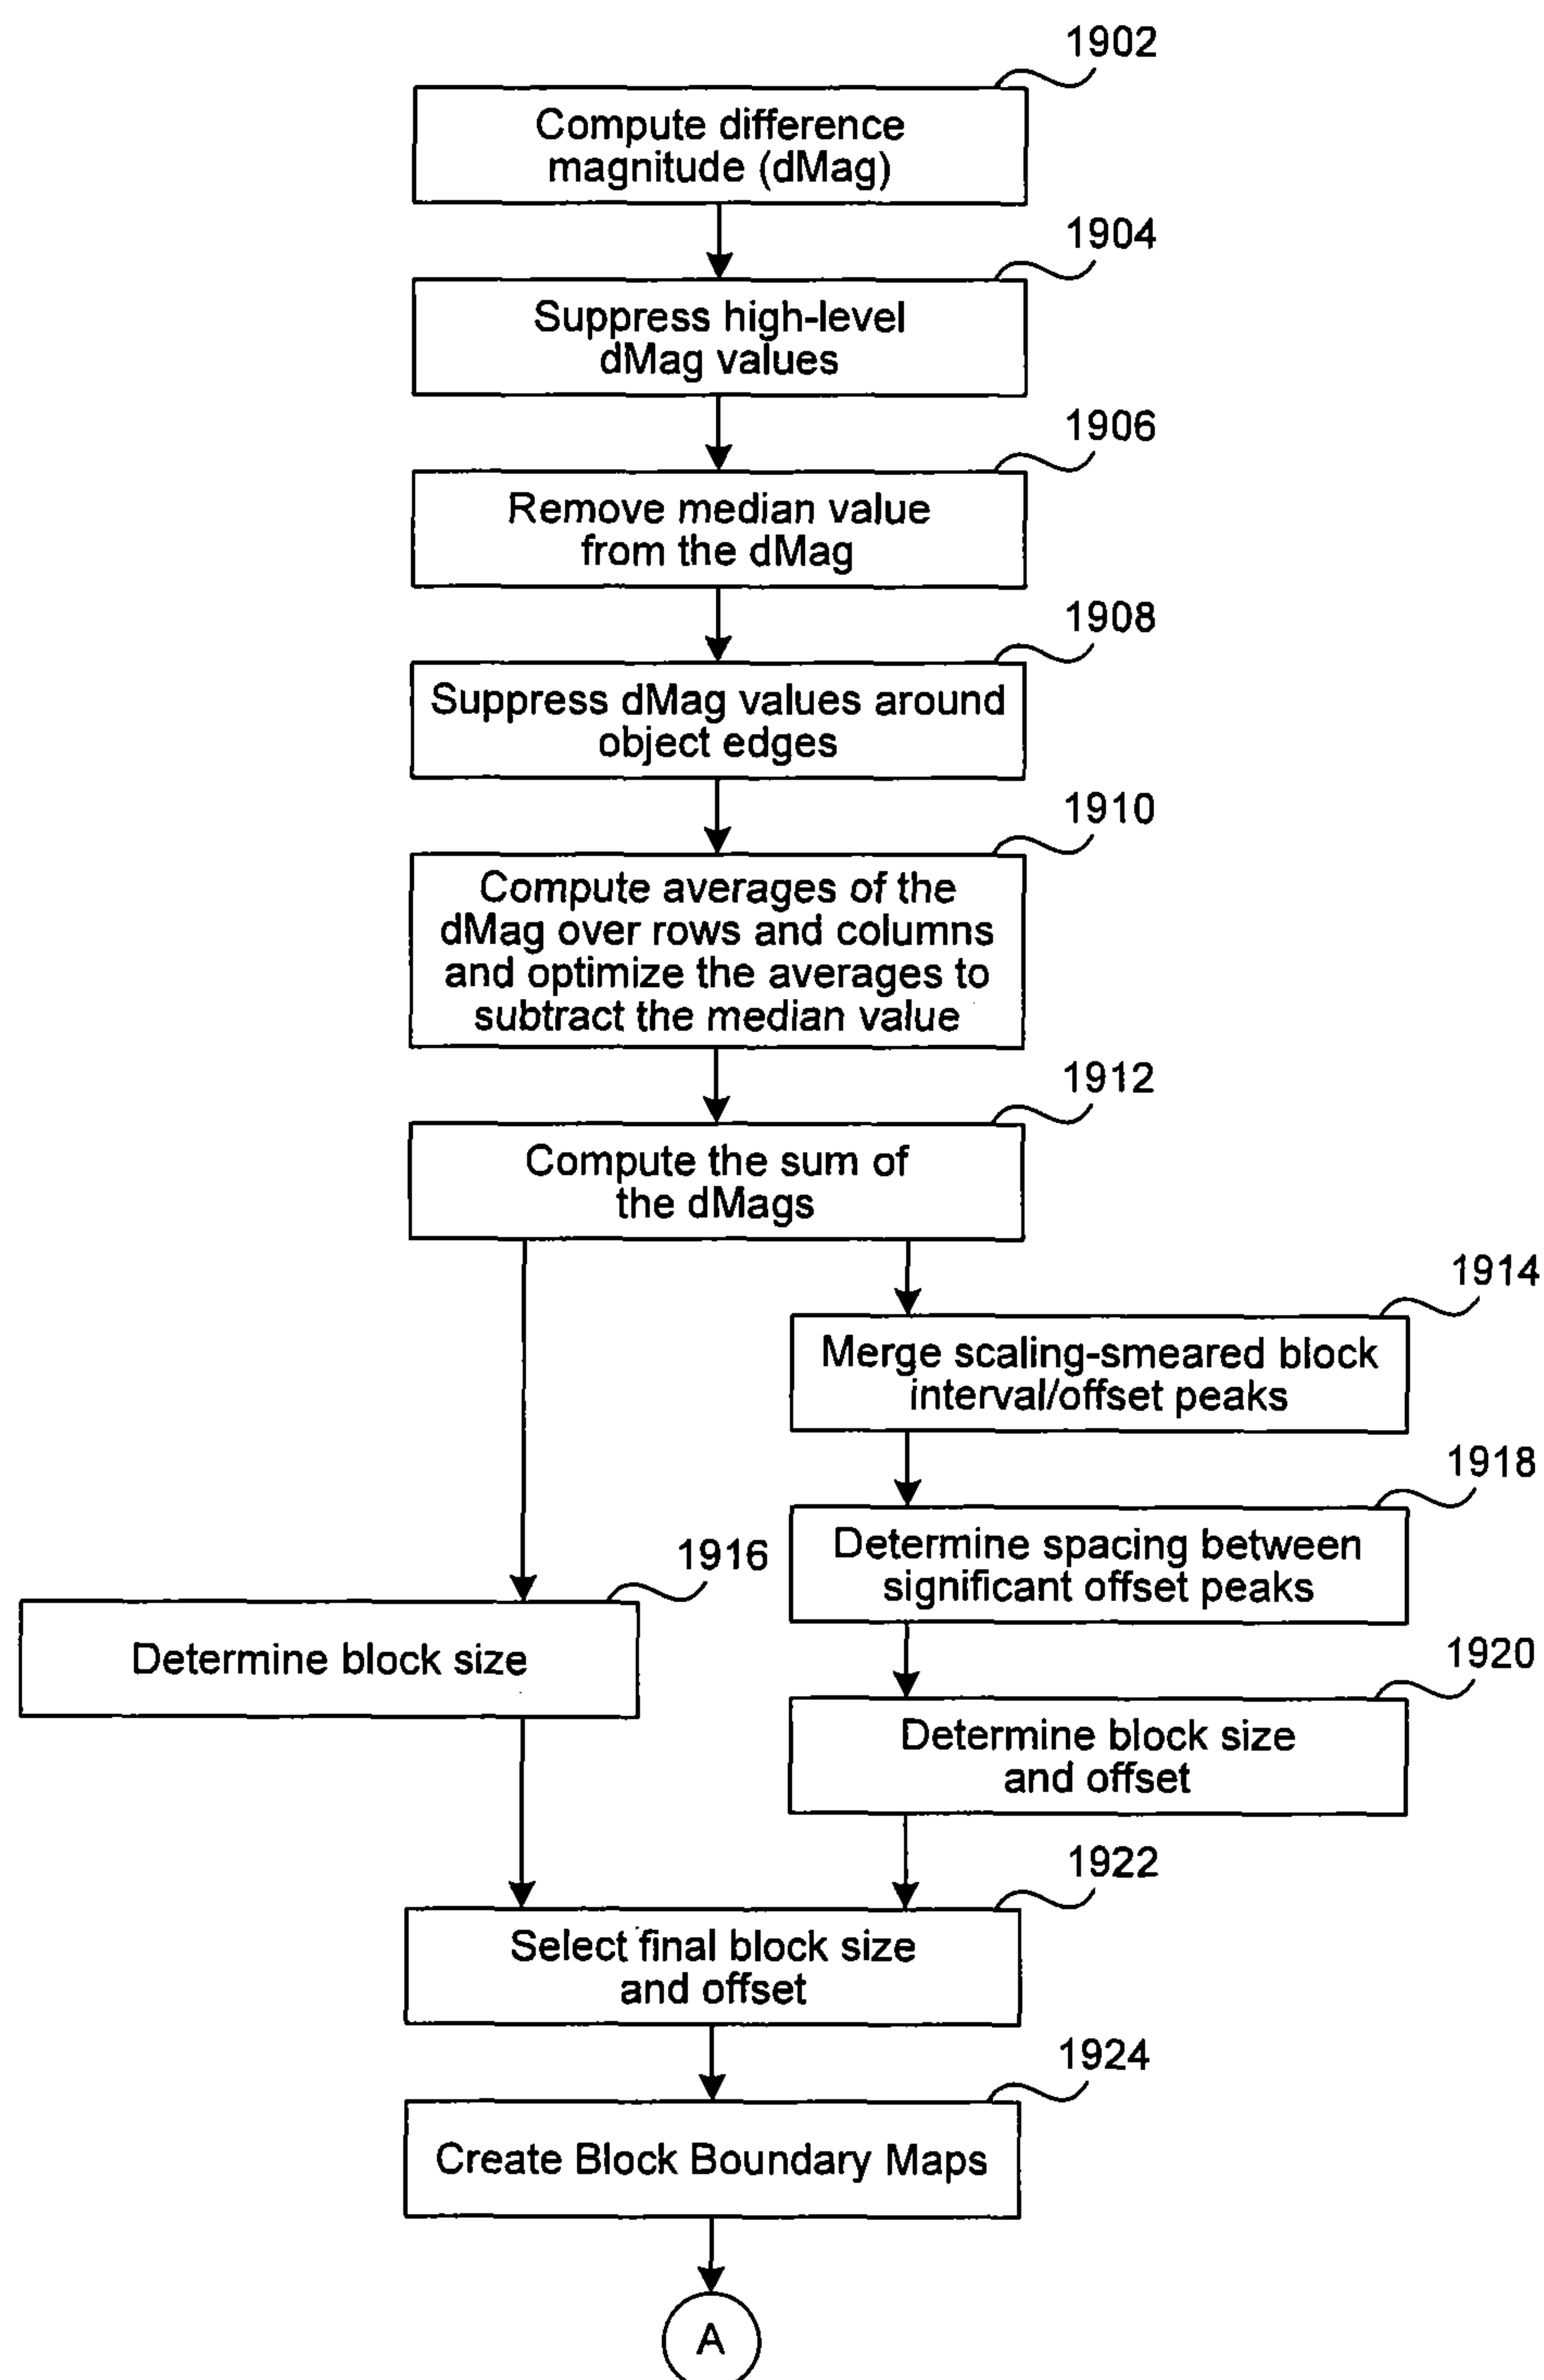 1902
Compute difference
magnitude (dMag)
1904
Suppress high-level
dMag values
1906
Remove median value
from the dMag
1908
Suppress dMag values around
object edges
1910
Compute averages of the
dMag over rows and columns
and optimize the averages to
subtract the median value
1912
Compute the sum of
the dMags
1914
Merge scaling-smeared block
interval/offset peaks
1918
Determine spacing between
significant offset peaks
1916
Determine block size
1920
Determine block size
and offset
1922
Select final block size
and offset
1924
Create Block Boundary Maps
A